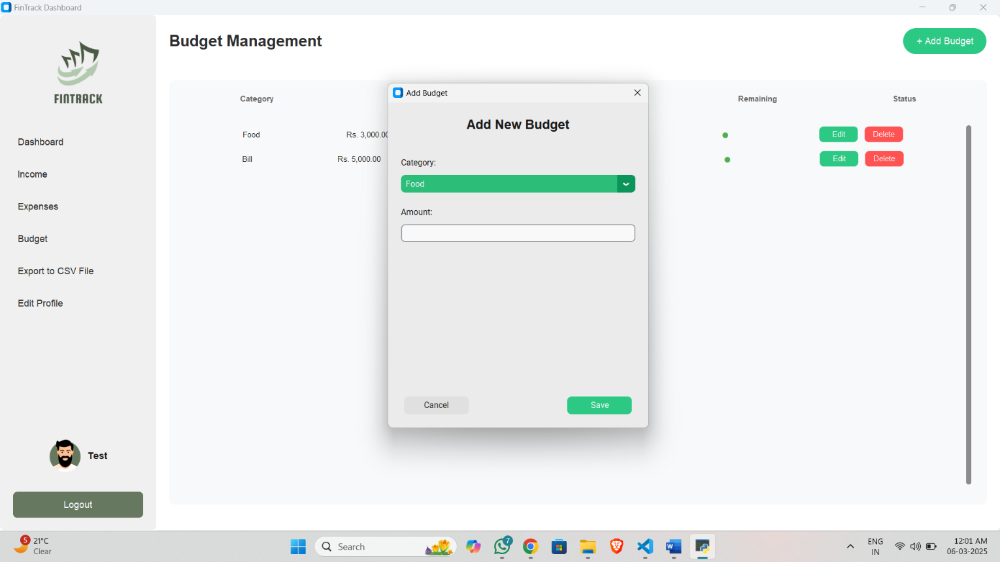 FinTrack Dashboard
FINTRACK
Dashboard
Income
Expenses
Budget
Export to CSV File
Edit Profile
Test
Logout
Budget Management
+ Add Budget
Category
Remaining
Status
Food
Rs. 3,000.00
Edit
Delete
Bill
Rs. 5,000.00
Edit
Delete
Add Budget
Add New Budget
Category:
Food
Amount:
Cancel
Save
5
21°C
Clear
Search
7
ENG
IN
12:01 AM
06-03-2025